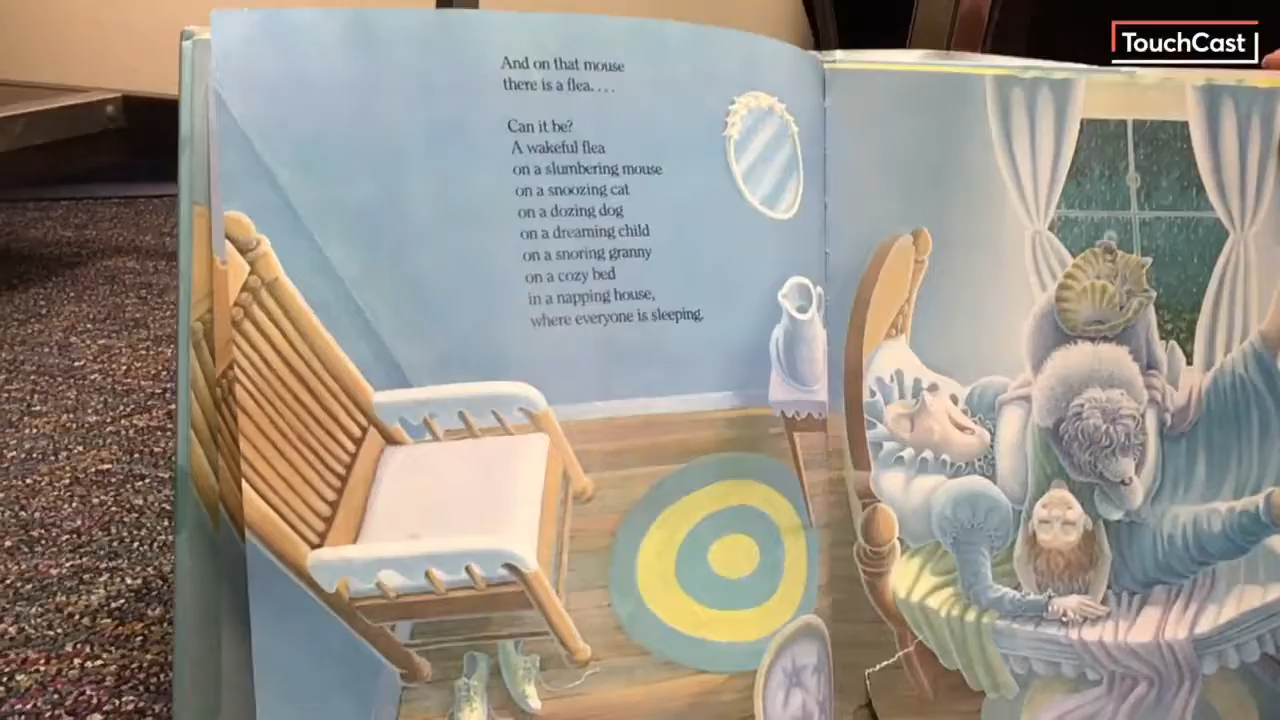 TouchCast
And on that mouse
there is a flea. . . .
Can it be?
A wakeful flea
on a slumbering mouse
on a snoozing cat
on a dozing dog
on a dreaming child
on a snoring granny
on a cozy bed
in a napping house,
where everyone is sleeping.